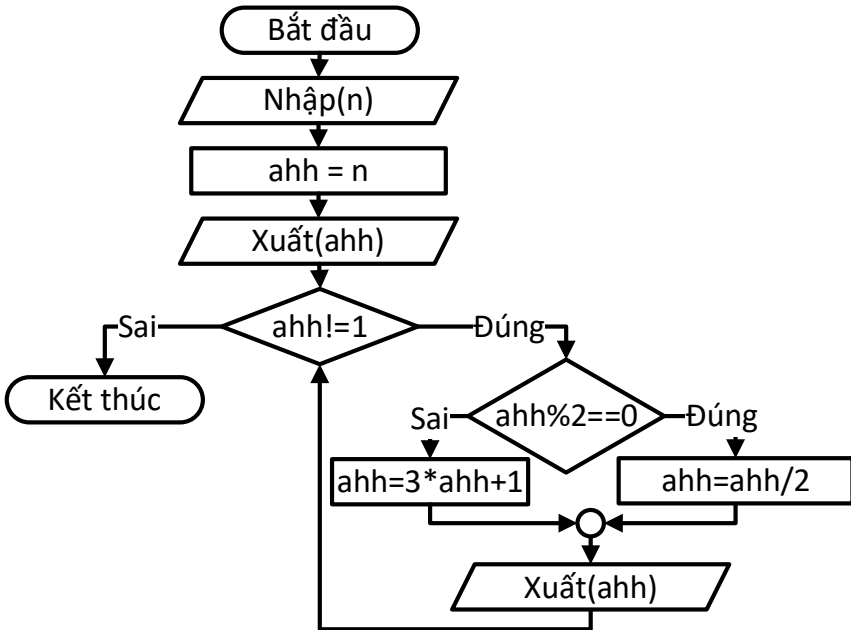 Bắt đầu
Nhập(n)
ahh = n
Xuất(ahh)
ahh!=1
Sai
Đúng
Kết thúc
ahh%2==0
Sai
Đúng
ahh=3*ahh+1
ahh=ahh/2
Xuất(ahh)